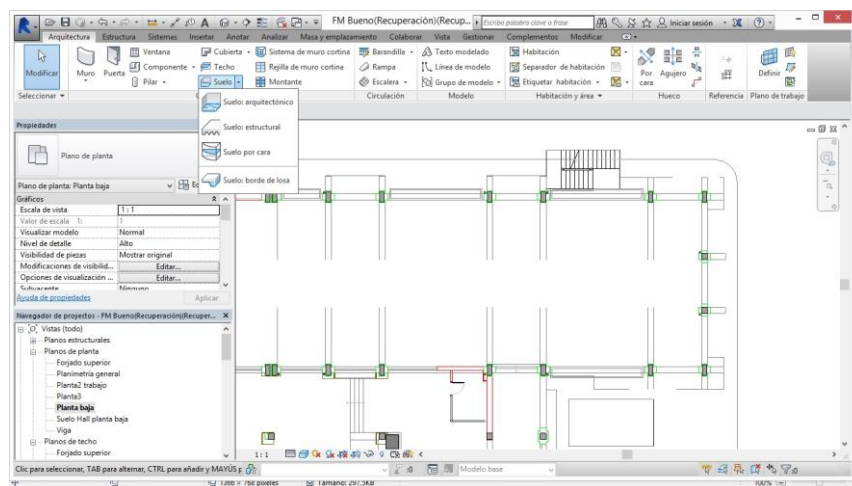 FM Bueno(Recuperación)(Recup...
Escriba palabra clave o frase
Iniciar sesión
Arquitectura Estructura Sistemas Insertar Anotar Analizar Masa y emplazamiento Colaborar Vista Gestionar Complementos Modificar
Modificar
Muro
Puerta
Ventana
Componente
Pilar
Cubierta
Techo
Suelo
Sistema de muro cortina
Rejilla de muro cortina
Montante
Barandilla
Rampa
Escalera
Texto modelado
Línea de modelo
Grupo de modelo
Habitación
Separador de habitación
Etiquetar habitación
Por cara
Agujero
Definir
Seleccionar
Circulación
Modelo
Habitación y área
Hueco
Referencia
Plano de trabajo
Suelo: arquitectónico
Suelo: estructural
Suelo por cara
Suelo: borde de losa
Propiedades
Plano de planta
Plano de planta: Planta baja
Gráficos
Escala de vista 1 : 1
Valor de escala 1: 1
Visualizar modelo Normal
Nivel de detalle Alto
Visibilidad de piezas Mostrar original
Modificaciones de visibilid... Editar...
Opciones de visualización ... Editar...
Subyacente Ninguno
Ayuda de propiedades
Aplicar
Navegador de proyectos - FM Bueno(Recuperación)(Recuper...
Vistas (todo)
Planos estructurales
Planos de planta
Forjado superior
Planimetría general
Planta2 trabajo
Planta3
Planta baja
Suelo Hall planta baja
Viga
Planos de techo
Forjado superior
1 : 1
Clic para seleccionar, TAB para alternar, CTRL para añadir y MAYÚS
:0
Modelo base
:0
1366 × 768 píxeles
Tamaño: 297,5KB
100%